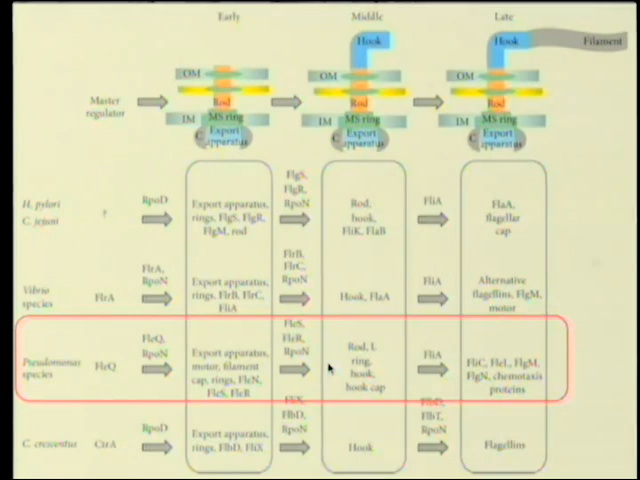 Early Middle Late
Hook Hook Filament
OM OM OM
Rod Rod Rod
Master
regulator
IM MS ring IM MS ring IM MS ring
C Export
apparatus
C Export
apparatus
C Export
apparatus
H. pylori
C. jejuni
?
RpoD
Export apparatus,
rings, FlgS, FlgR,
FlgM, rod
FlgS,
FlgR,
RpoN
Rod,
hook,
FliK, FlaB
FliA
FlaA,
flagellar
cap
Vibrio
species
FlrA
FlrA,
RpoN
Export apparatus,
rings, FlrB, FlrC,
FliA
FlrB,
FlrC,
RpoN
Hook, FlaA
FliA
Alternative
flagellins, FlgM,
motor
Pseudomonas
species
FleQ
FleQ,
RpoN
Export apparatus,
motor, filament
cap, rings, FleN,
FleS, FleR
FleS,
FleR,
RpoN
Rod, L
ring,
hook,
hook cap
FliA
FliC, FleL, FlgM,
FlgN, chemotaxis
proteins
C. crescentus
CtrA
RpoD
Export apparatus,
rings, FlbD, FliX
FliX,
FlbD,
RpoN
Hook
FlbD,
FlbT,
RpoN
Flagellins